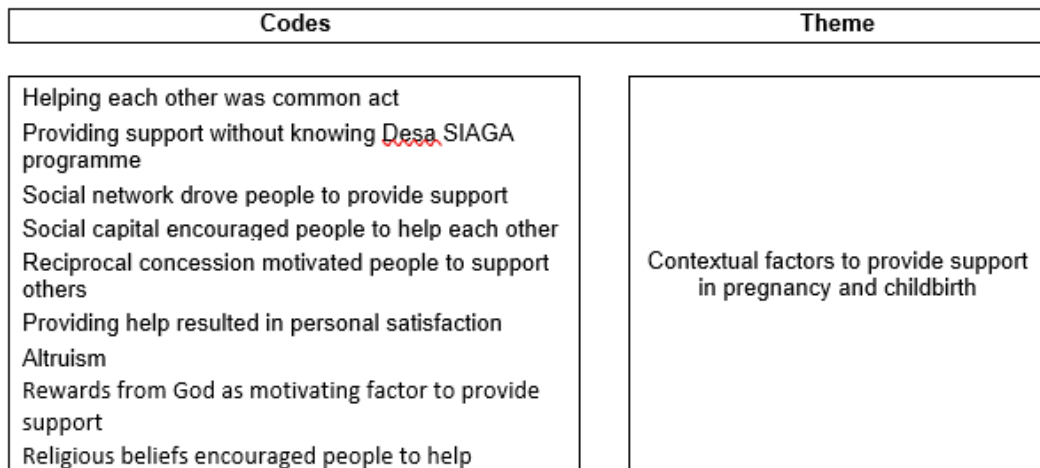 Codes Theme
Helping each other was common act
Providing support without knowing Desa SIAGA
programme
Social network drove people to provide support
Social capital encouraged people to help each other
Reciprocal concession motivated people to support
others
Providing help resulted in personal satisfaction
Altruism
Rewards from God as motivating factor to provide
support
Religious beliefs encouraged people to help
Contextual factors to provide support
in pregnancy and childbirth